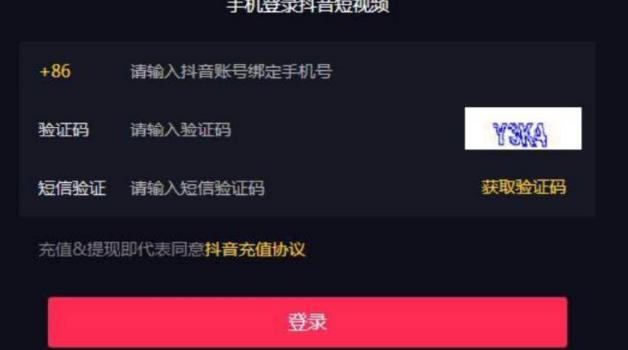 手机登录抖音短视频
+86 请输入抖音账号绑定手机号
验证码 请输入验证码 Y3KA
短信验证 请输入短信验证码 获取验证码
充值&提现即代表同意抖音充值协议
登录